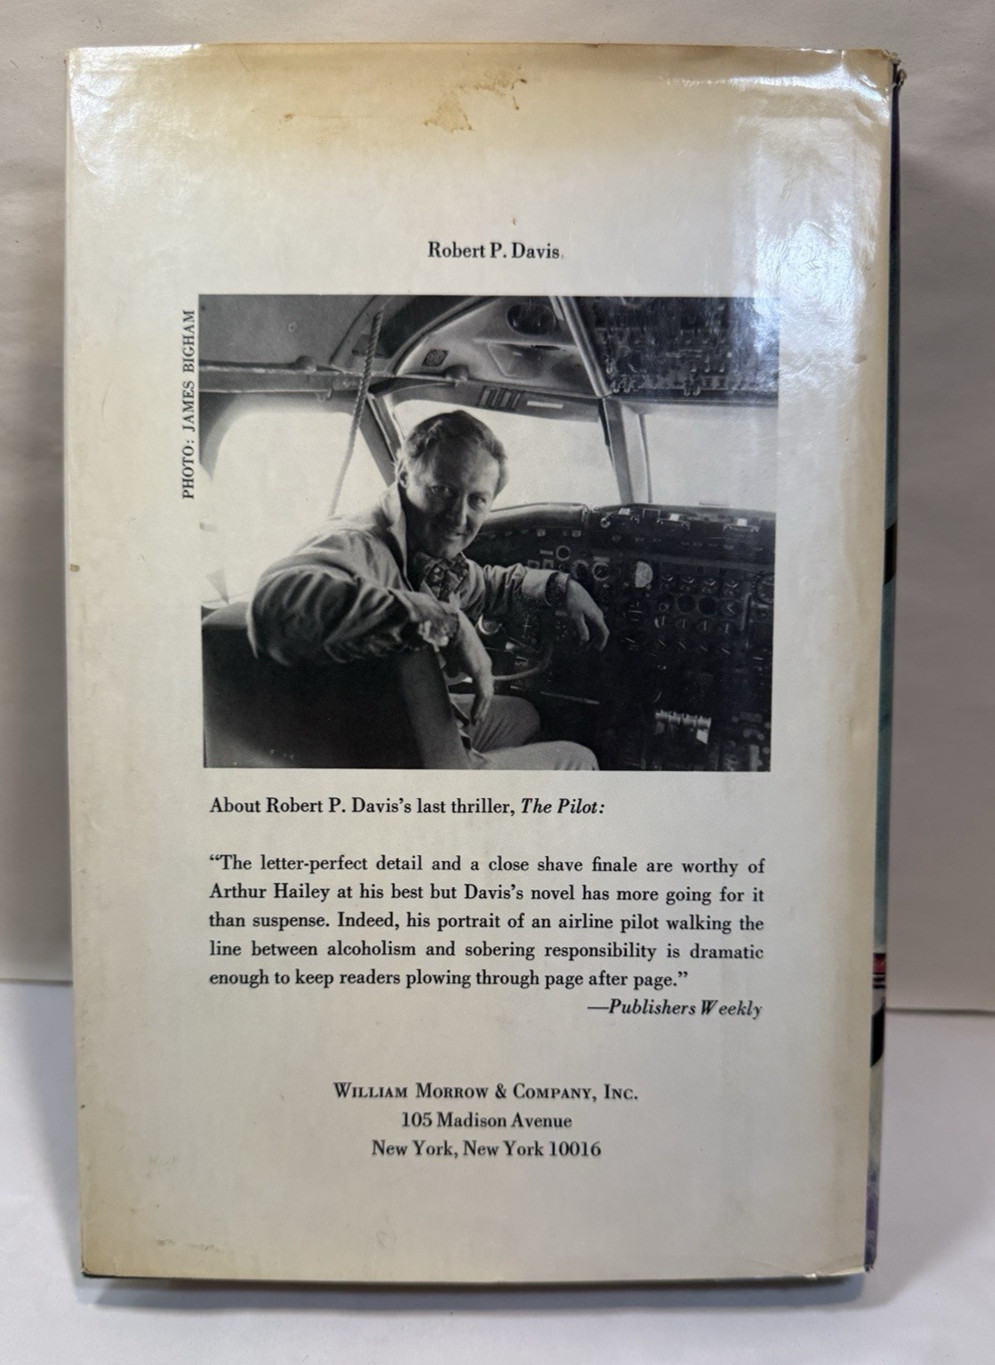 Robert P. Davis
PHOTO: JAMES BIGHAM
About Robert P. Davis's last thriller, The Pilot:
“The letter-perfect detail and a close shave finale are worthy of
Arthur Hailey at his best but Davis's novel has more going for it
than suspense. Indeed, his portrait of an airline pilot walking the
line between alcoholism and sobering responsibility is dramatic
enough to keep readers plowing through page after page.”
—Publishers Weekly
WILLIAM MORROW & COMPANY, INC.
105 Madison Avenue
New York, New York 10016